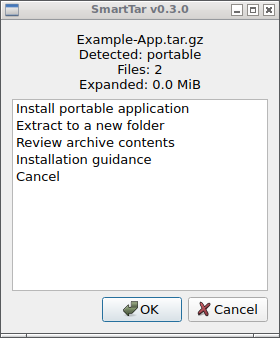 SmartTar v0.3.0
Example-App.tar.gz
Detected: portable
Files: 2
Expanded: 0.0 MiB
Install portable application
Extract to a new folder
Review archive contents
Installation guidance
Cancel
OK
Cancel